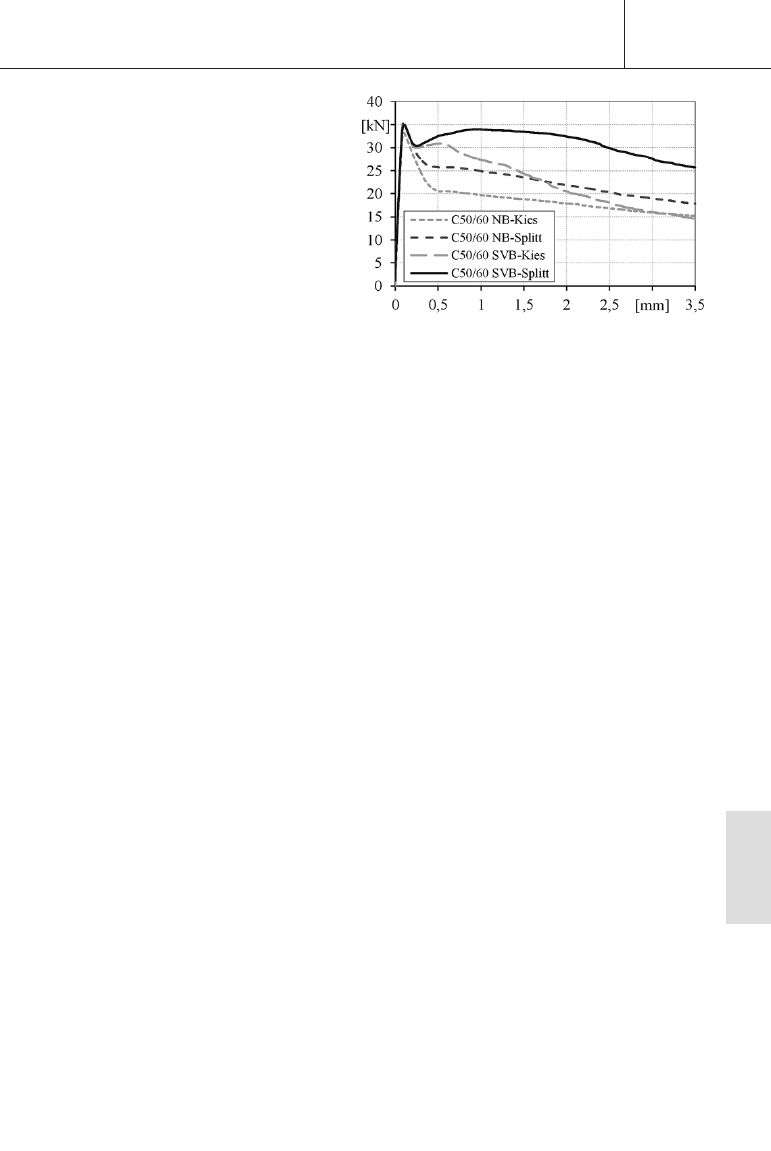 40
[kN]
30
25
20
15
10
5
0
C50/60 NB-Kies
C50/60 NB-Splitt
C50/60 SVB-Kies
C50/60 SVB-Splitt
0 0,5 1 1,5 2 2,5 [mm] 3,5